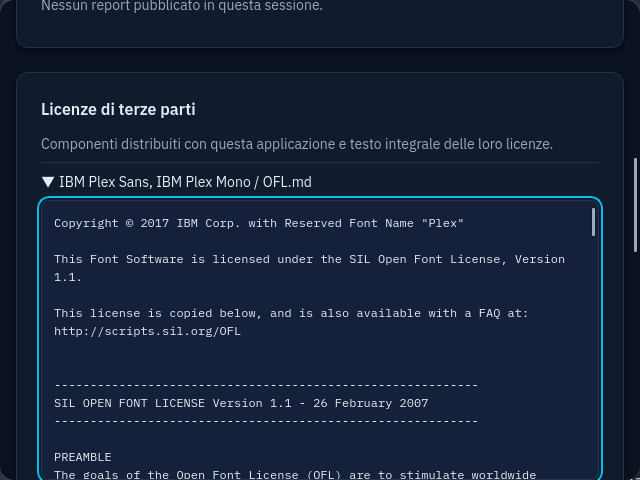 Nessun report pubblicato in questa sessione.
Licenze di terze parti
Componenti distribuiti con questa applicazione e testo integrale delle loro licenze.
▼ IBM Plex Sans, IBM Plex Mono / OFL.md
Copyright © 2017 IBM Corp. with Reserved Font Name "Plex"
This Font Software is licensed under the SIL Open Font License, Version
1.1.
This license is copied below, and is also available with a FAQ at:
http://scripts.sil.org/OFL
-----------------------------------------------------------
SIL OPEN FONT LICENSE Version 1.1 - 26 February 2007
-----------------------------------------------------------
PREAMBLE
The goals of the Open Font License (OFL) are to stimulate worldwide